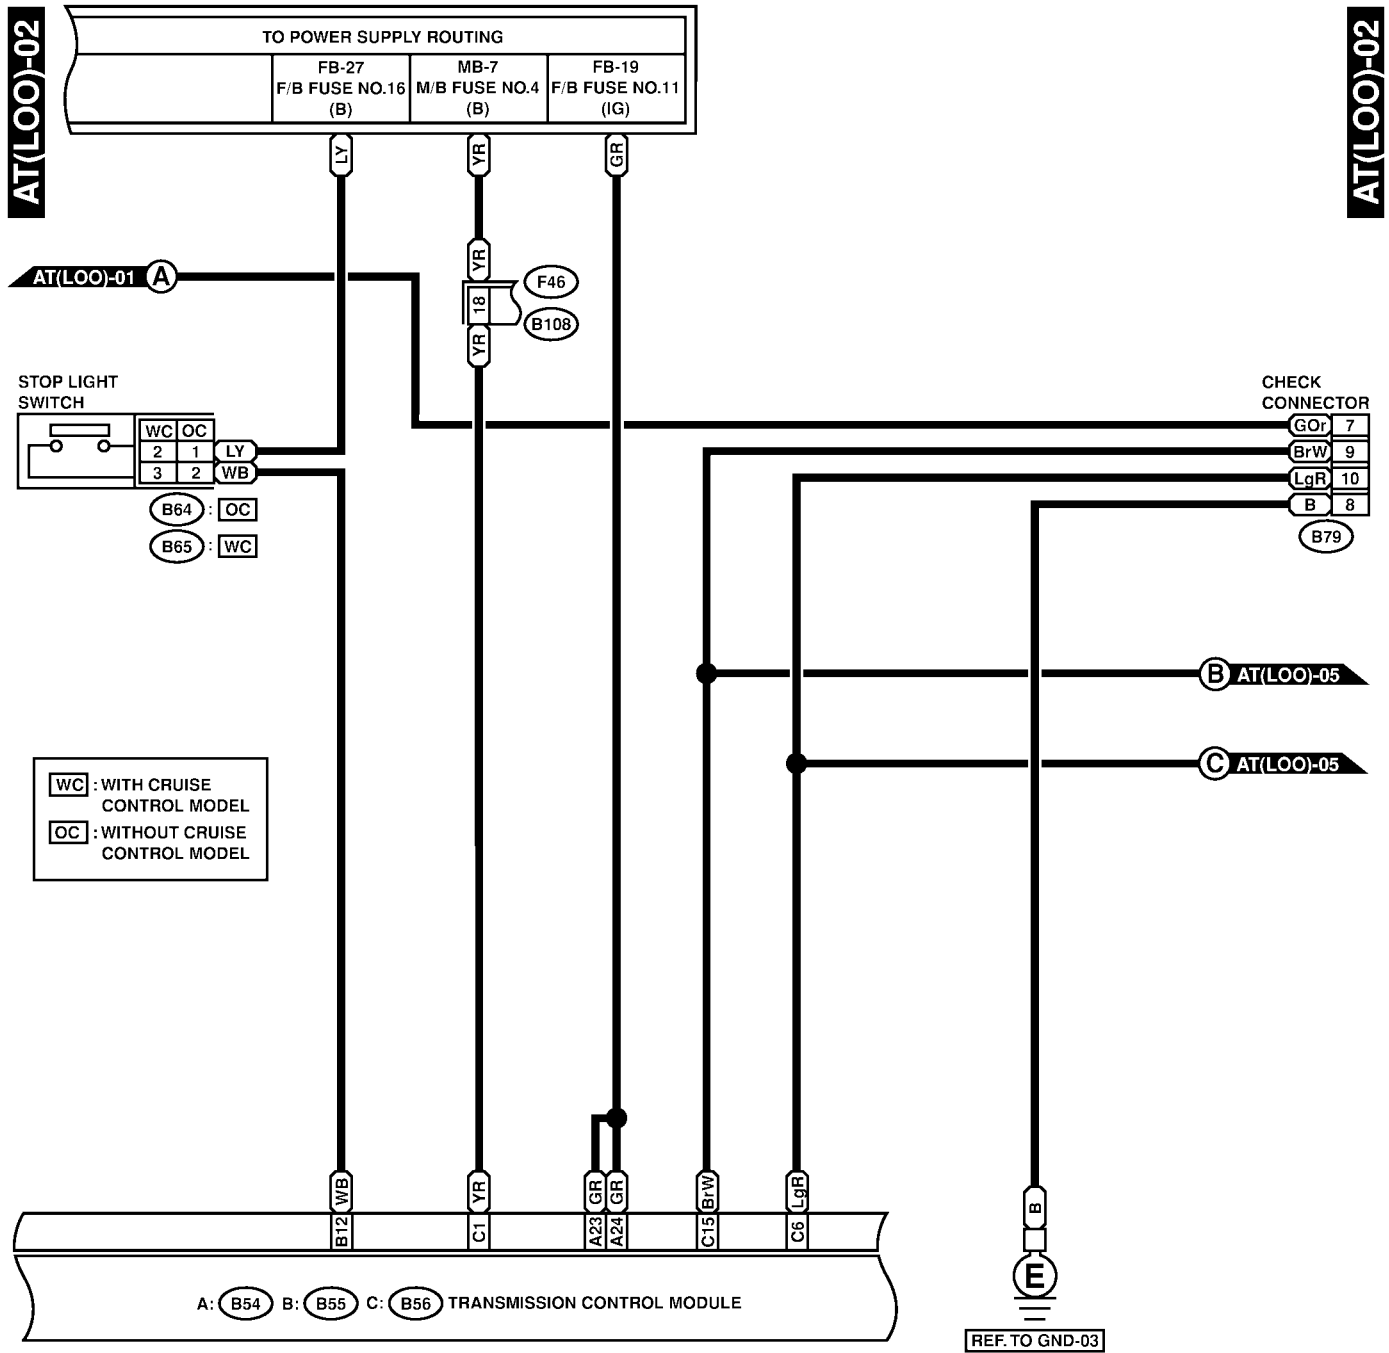 AT(LOO)-02
AT(LOO)-02
TO POWER SUPPLY ROUTING
FB-27
F/B FUSE NO.16
(B)
MB-7
M/B FUSE NO.4
(B)
FB-19
F/B FUSE NO.11
(IG)
LY
YR
GR
YR
AT(LOO)-01 A
18
F46
B108
YR
STOP LIGHT
SWITCH
WC OC
2 1 LY
3 2 WB
B64 : OC
B65 : WC
CHECK
CONNECTOR
GOr 7
BrW 9
LgR 10
B 8
B79
B AT(LOO)-05
C AT(LOO)-05
WC : WITH CRUISE
CONTROL MODEL
OC : WITHOUT CRUISE
CONTROL MODEL
WB
YR
GR
GR
BrW
LgR
B
B12
C1
A23
A24
C15
C6
E
A: B54 B: B55 C: B56 TRANSMISSION CONTROL MODULE
REF. TO GND-03